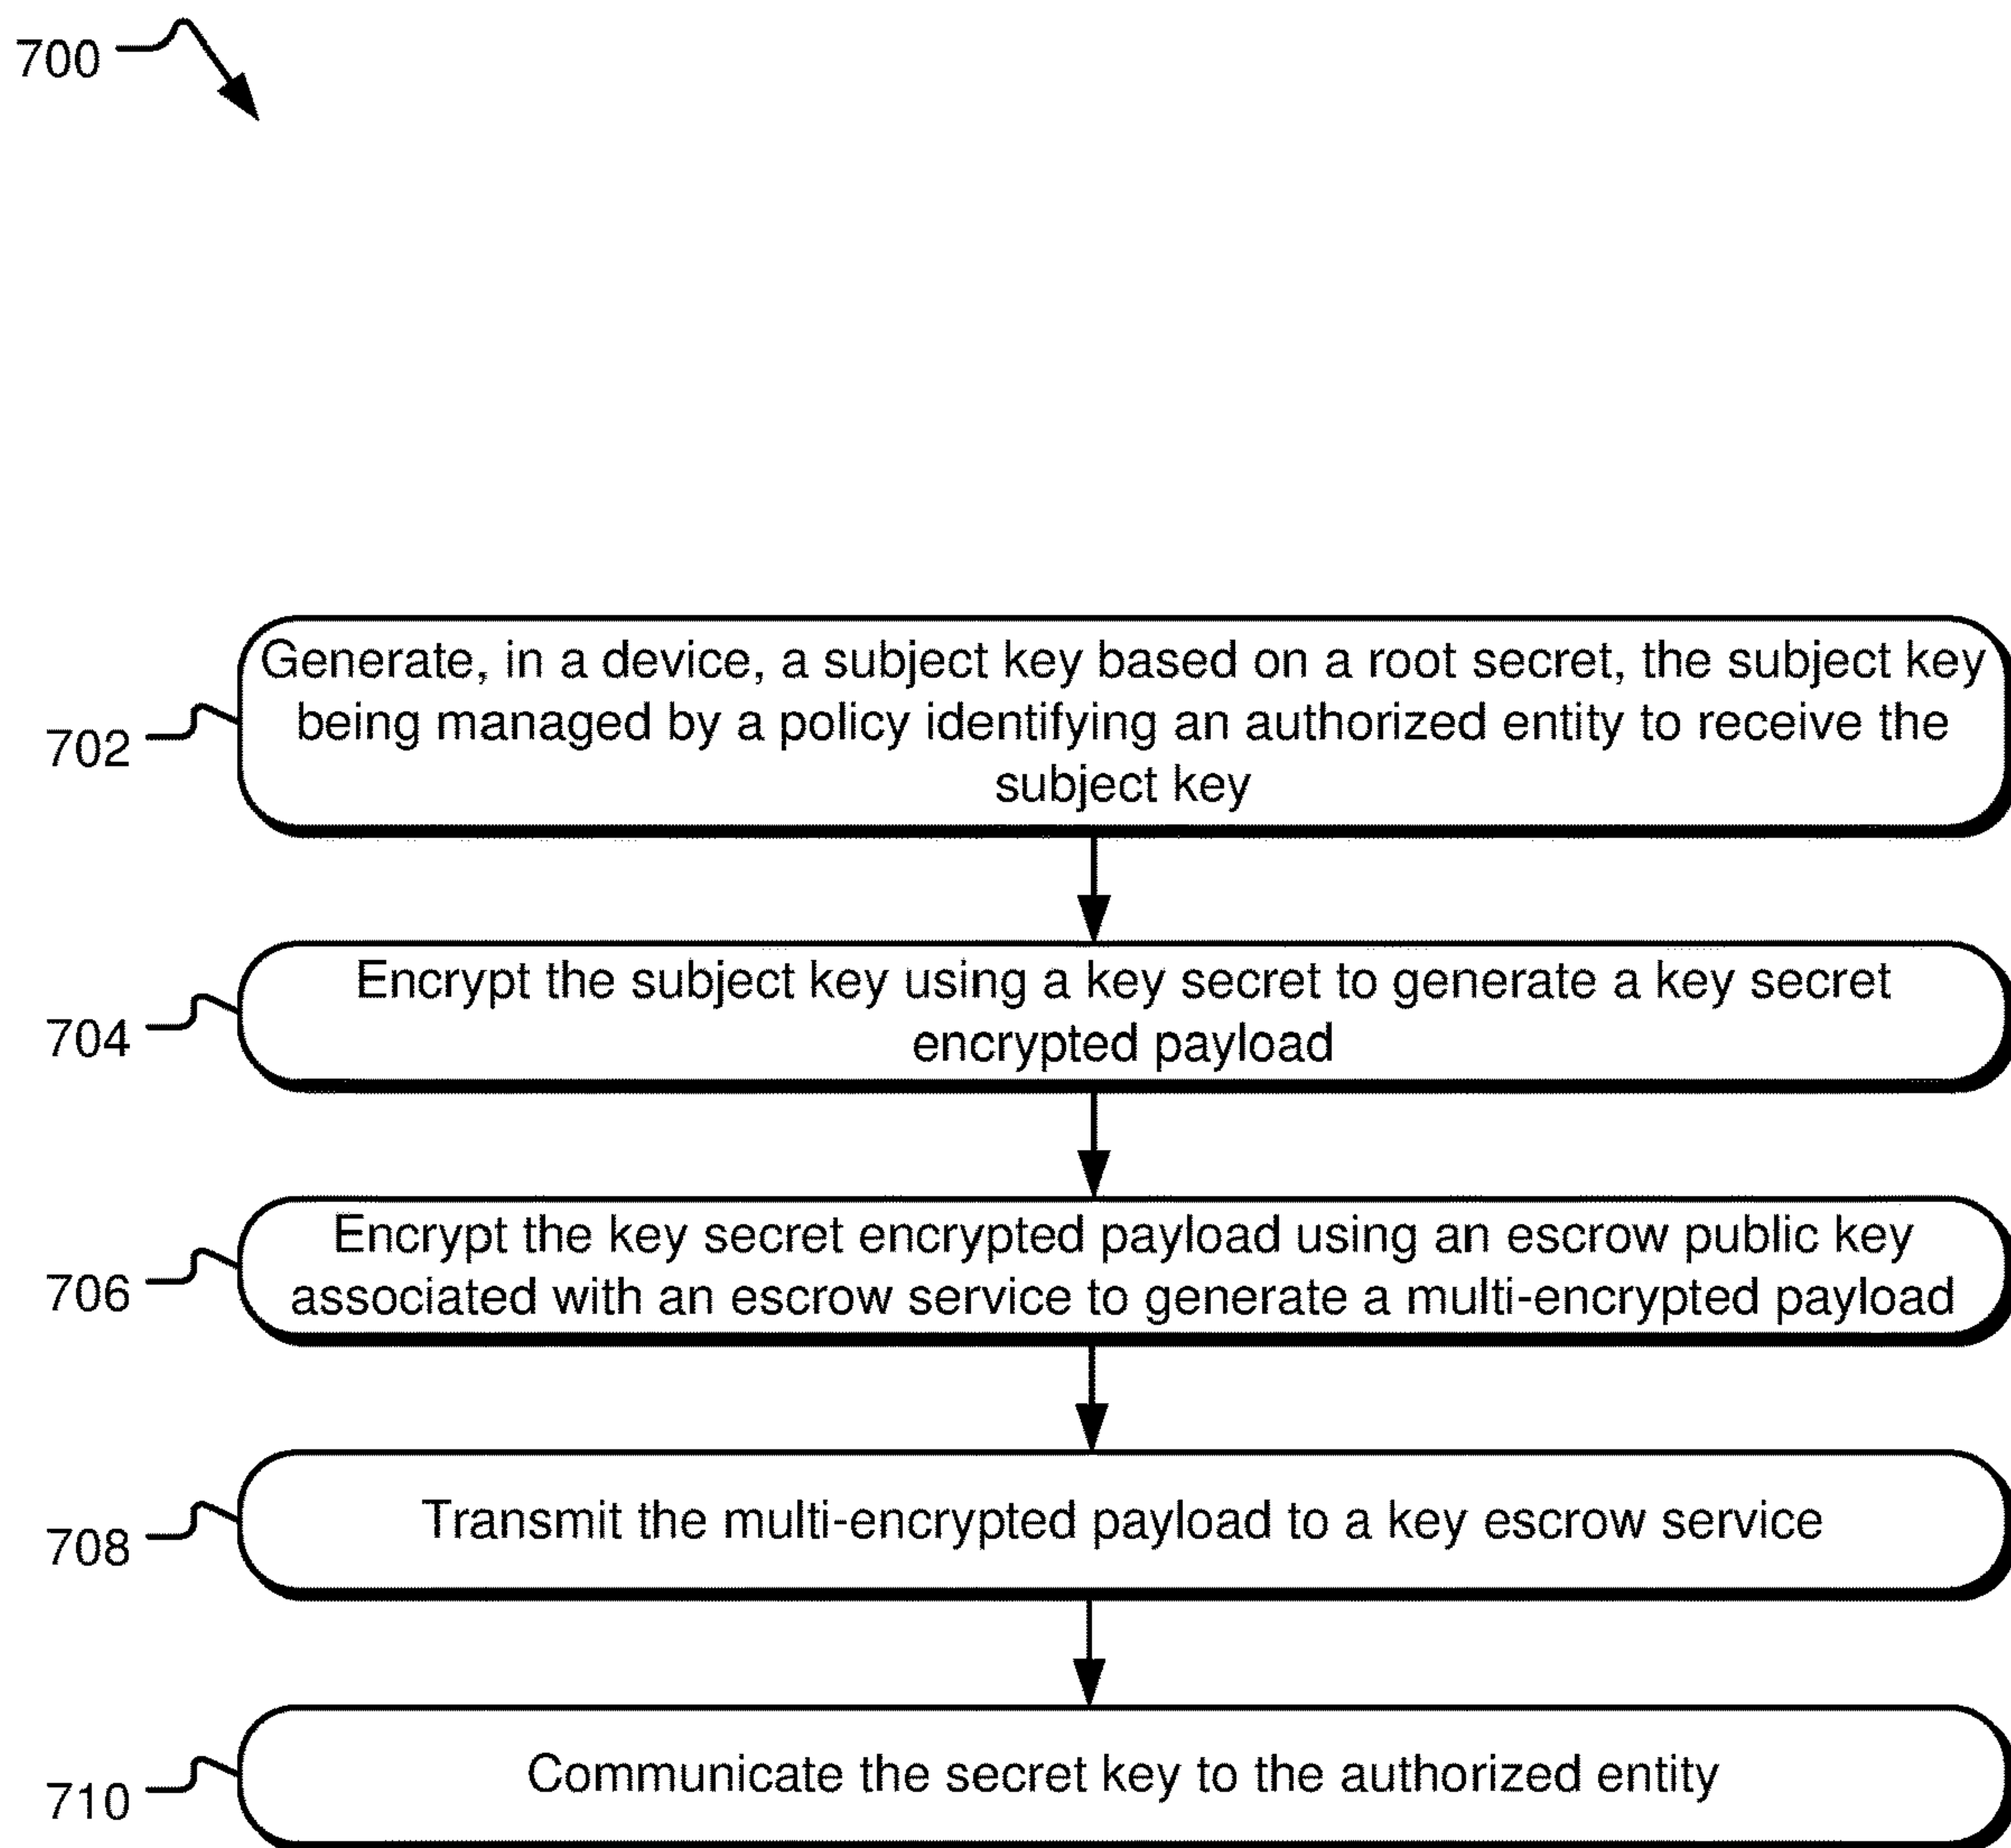 700
Generate, in a device, a subject key based on a root secret, the subject key
being managed by a policy identifying an authorized entity to receive the
subject key
702
Encrypt the subject key using a key secret to generate a key secret
encrypted payload
704
Encrypt the key secret encrypted payload using an escrow public key
associated with an escrow service to generate a multi-encrypted payload
706
Transmit the multi-encrypted payload to a key escrow service
708
Communicate the secret key to the authorized entity
710